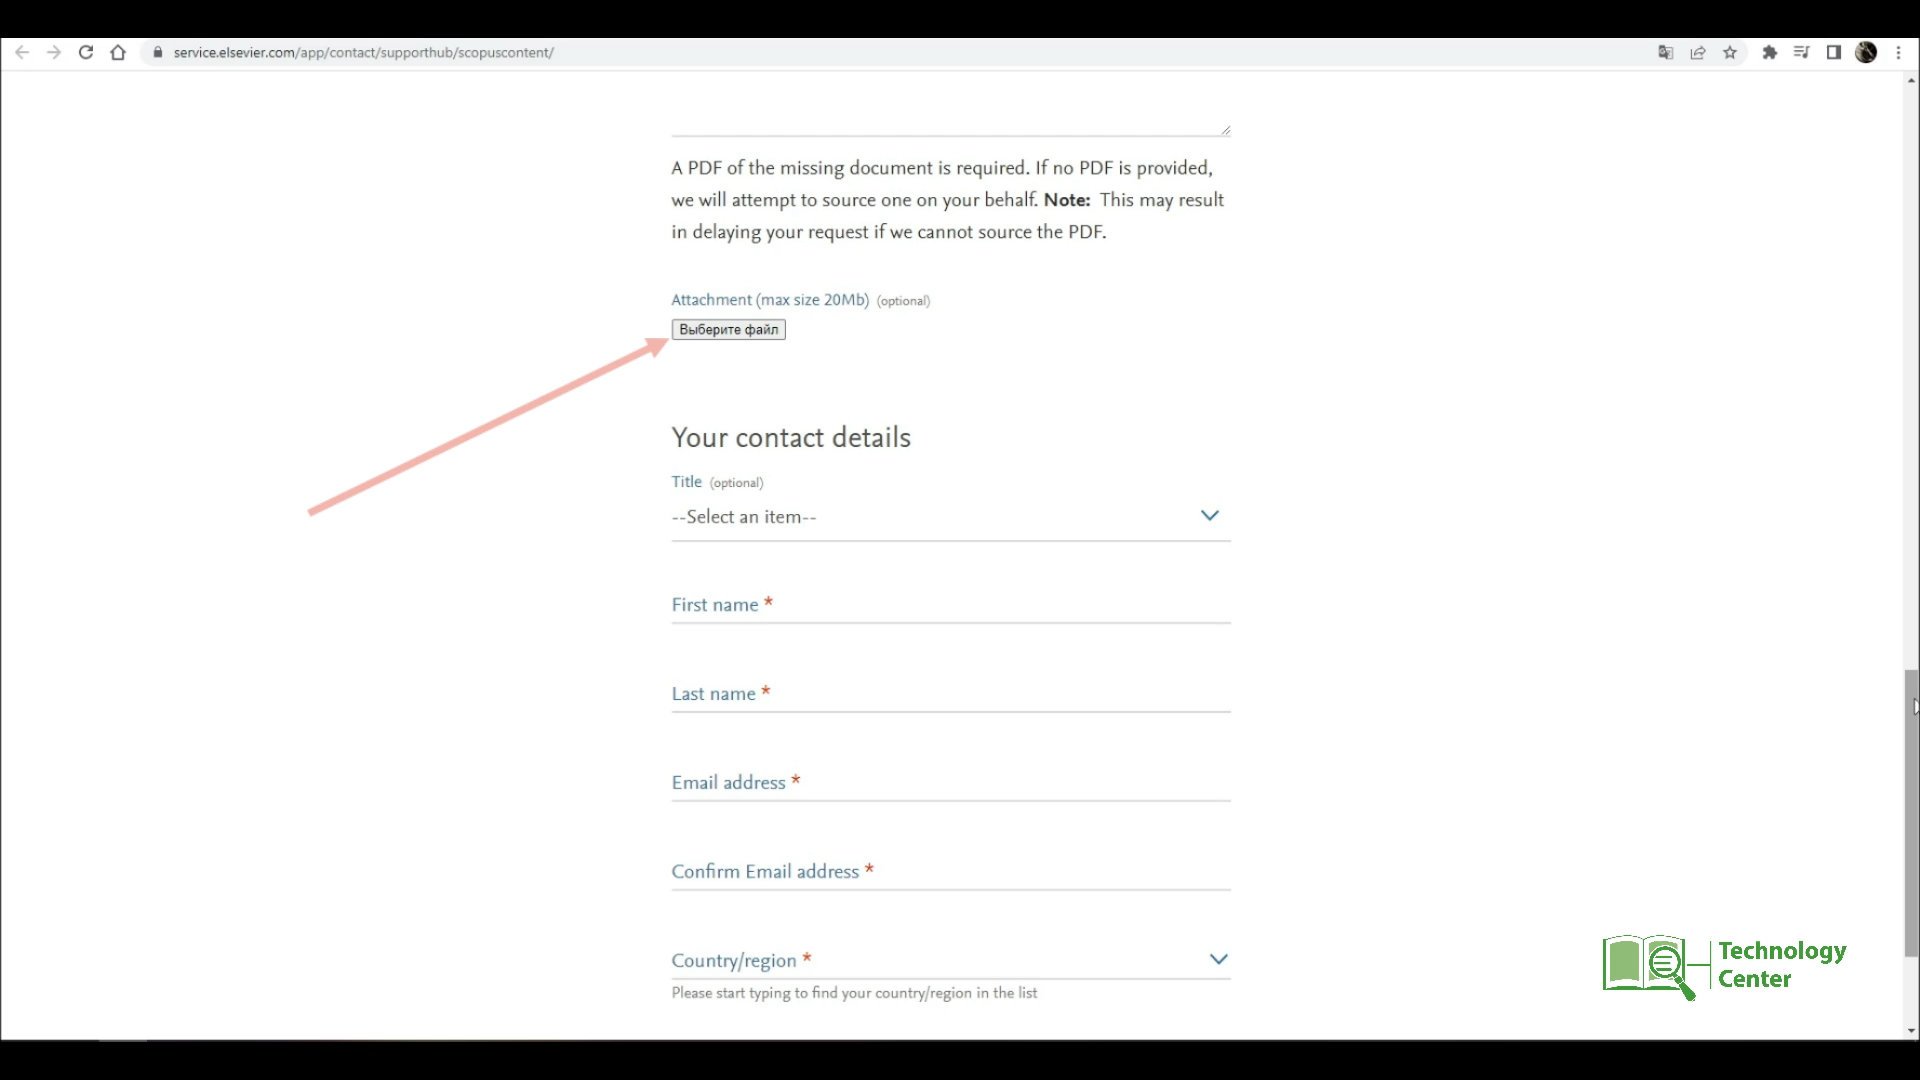 service.elsevier.com/app/contact/supporthub/scopuscontent/
A PDF of the missing document is required. If no PDF is provided,
we will attempt to source one on your behalf. Note: This may result
in delaying your request if we cannot source the PDF.
Attachment (max size 20Mb) (optional)
Выберите файл
Your contact details
Title (optional)
--Select an item--
First name *
Last name *
Email address *
Confirm Email address *
Country/region *
Please start typing to find your country/region in the list
Technology
Center